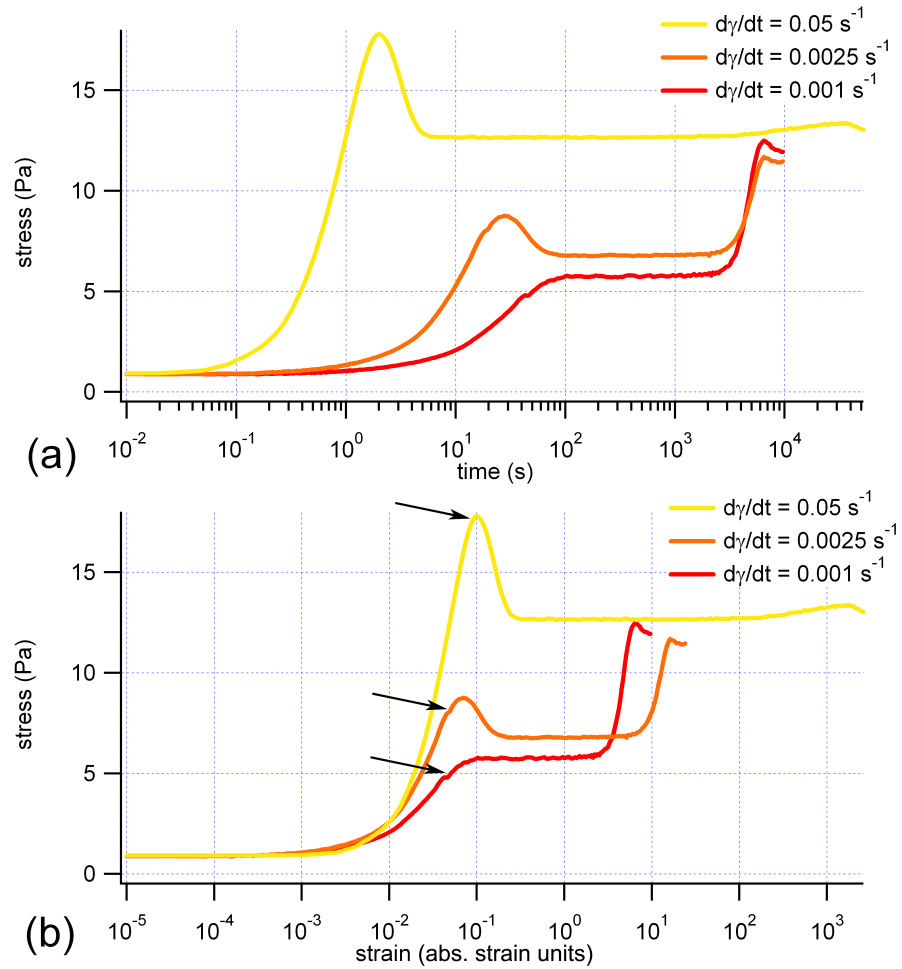 dγ/dt = 0.05 s⁻¹
dγ/dt = 0.0025 s⁻¹
dγ/dt = 0.001 s⁻¹
stress (Pa)
15
10
5
0
10⁻² 10⁻¹ 10⁰ 10¹ 10² 10³ 10⁴
(a)
time (s)
dγ/dt = 0.05 s⁻¹
dγ/dt = 0.0025 s⁻¹
dγ/dt = 0.001 s⁻¹
stress (Pa)
15
10
5
0
10⁻⁵ 10⁻⁴ 10⁻³ 10⁻² 10⁻¹ 10⁰ 10¹ 10² 10³
(b)
strain (abs. strain units)